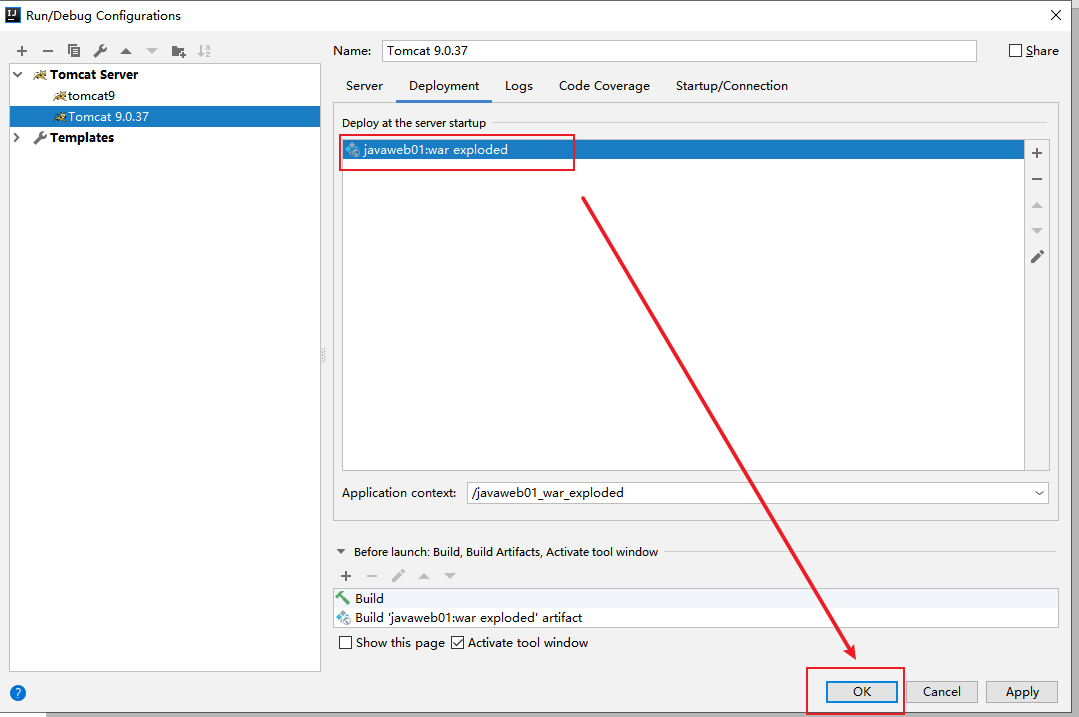 Run/Debug Configurations
Name: Tomcat 9.0.37
Share
Tomcat Server
tomcat9
Tomcat 9.0.37
Templates
Server Deployment Logs Code Coverage Startup/Connection
Deploy at the server startup
javaweb01:war exploded
Application context: /javaweb01_war_exploded
Before launch: Build, Build Artifacts, Activate tool window
Build
Build 'javaweb01:war exploded' artifact
Show this page Activate tool window
? OK Cancel Apply